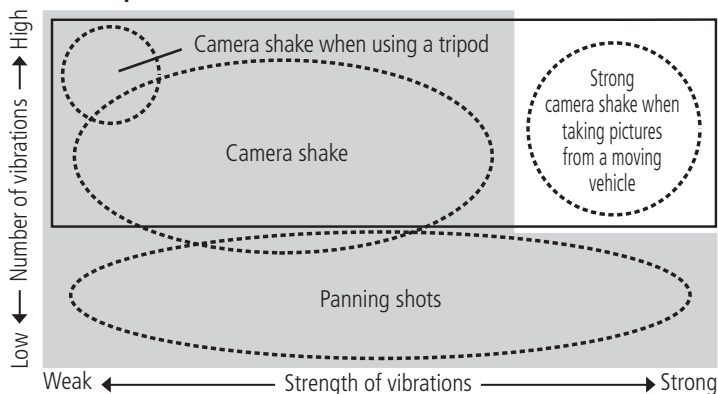 High
Number of vibrations
Low
Camera shake when using a tripod
Camera shake
Strong
camera shake when
taking pictures
from a moving
vehicle
Panning shots
Weak
Strength of vibrations
Strong